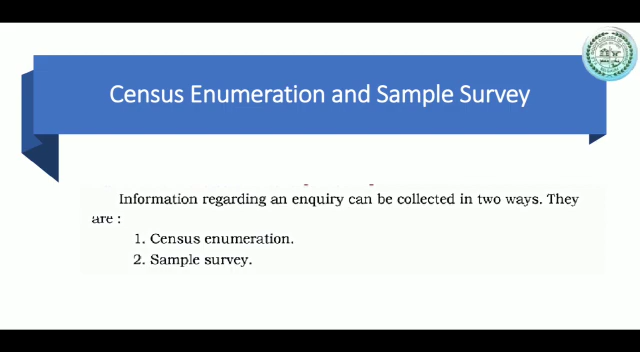 Census Enumeration and Sample Survey
Information regarding an enquiry can be collected in two ways. They
are :
1. Census enumeration.
2. Sample survey.